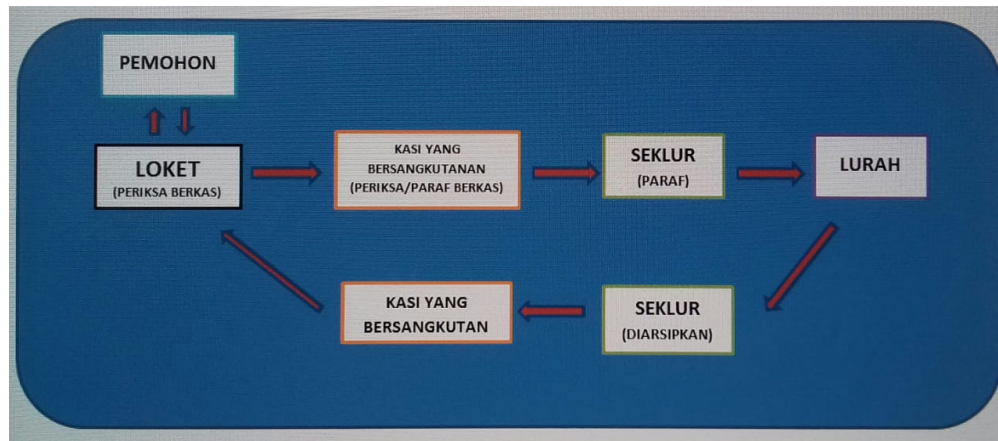 PEMOHON
LOKET
(PERIKSA BERKAS)
KASI YANG
BERSANGKUTANAN
(PERIKSA/PARAF BERKAS)
SEKLUR
(PARAF)
LURAH
KASI YANG
BERSANGKUTAN
SEKLUR
(DIARSIPKAN)